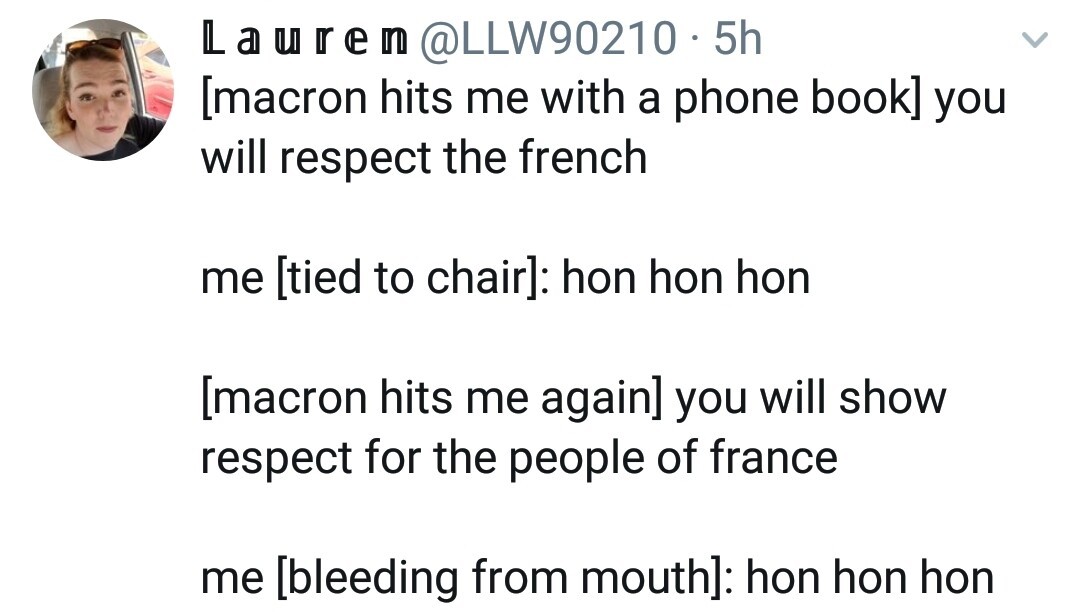 Lauren @LLW90210 · 5h
[macron hits me with a phone book] you
will respect the french
me [tied to chair]: hon hon hon
[macron hits me again] you will show
respect for the people of france
me [bleeding from mouth]: hon hon hon